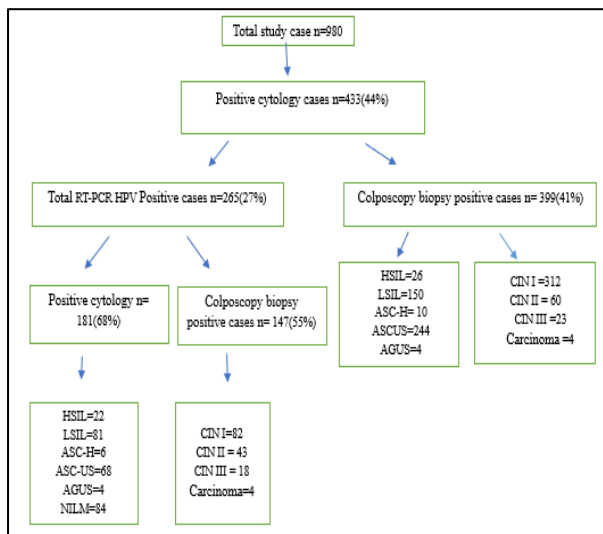 Total study case n=980
Positive cytology cases n=433(44%)
Total RT-PCR HPV Positive cases n=265(27%)
Colposcopy biopsy positive cases n= 399(41%)
Positive cytology n=
181(68%)
Colposcopy biopsy
positive cases n= 147(55%)
HSIL=26
LSIL=150
ASC-H= 10
ASCUS=244
AGUS=4
CIN I=312
CIN II = 60
CIN III =23
Carcinoma =4
HSIL=22
LSIL=81
ASC-H=6
ASC-US=68
AGUS=4
NILM=84
CIN I=82
CIN II = 43
CIN III = 18
Carcinoma=4